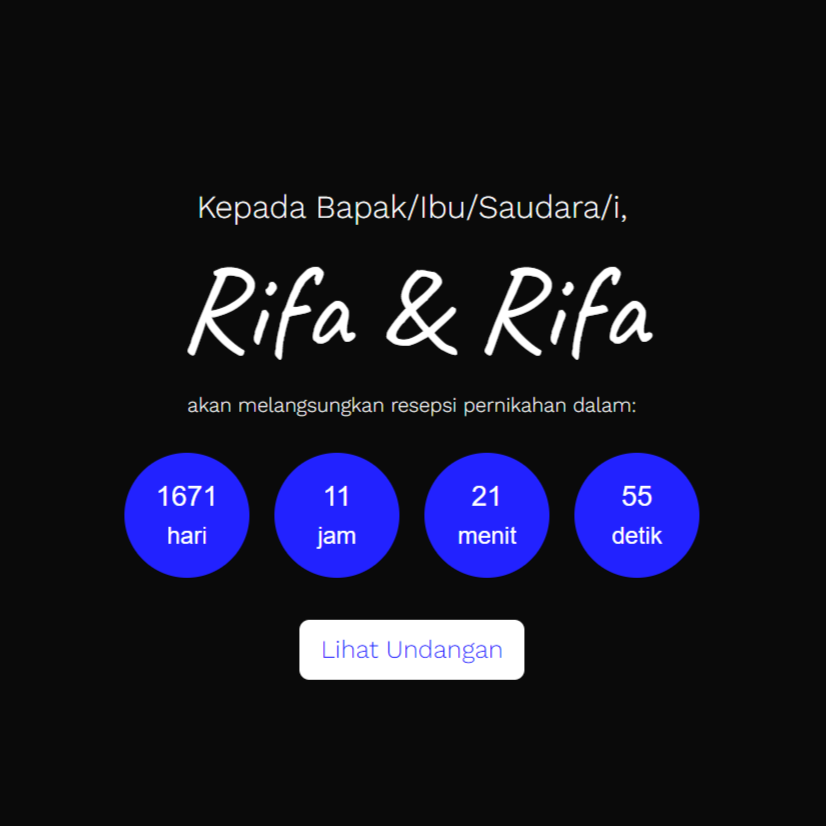 Kepada Bapak/Ibu/Saudara/i,
Rifa & Rifa
akan melangsungkan resepsi pernikahan dalam:
1671 11 21 55
hari jam menit detik
Lihat Undangan